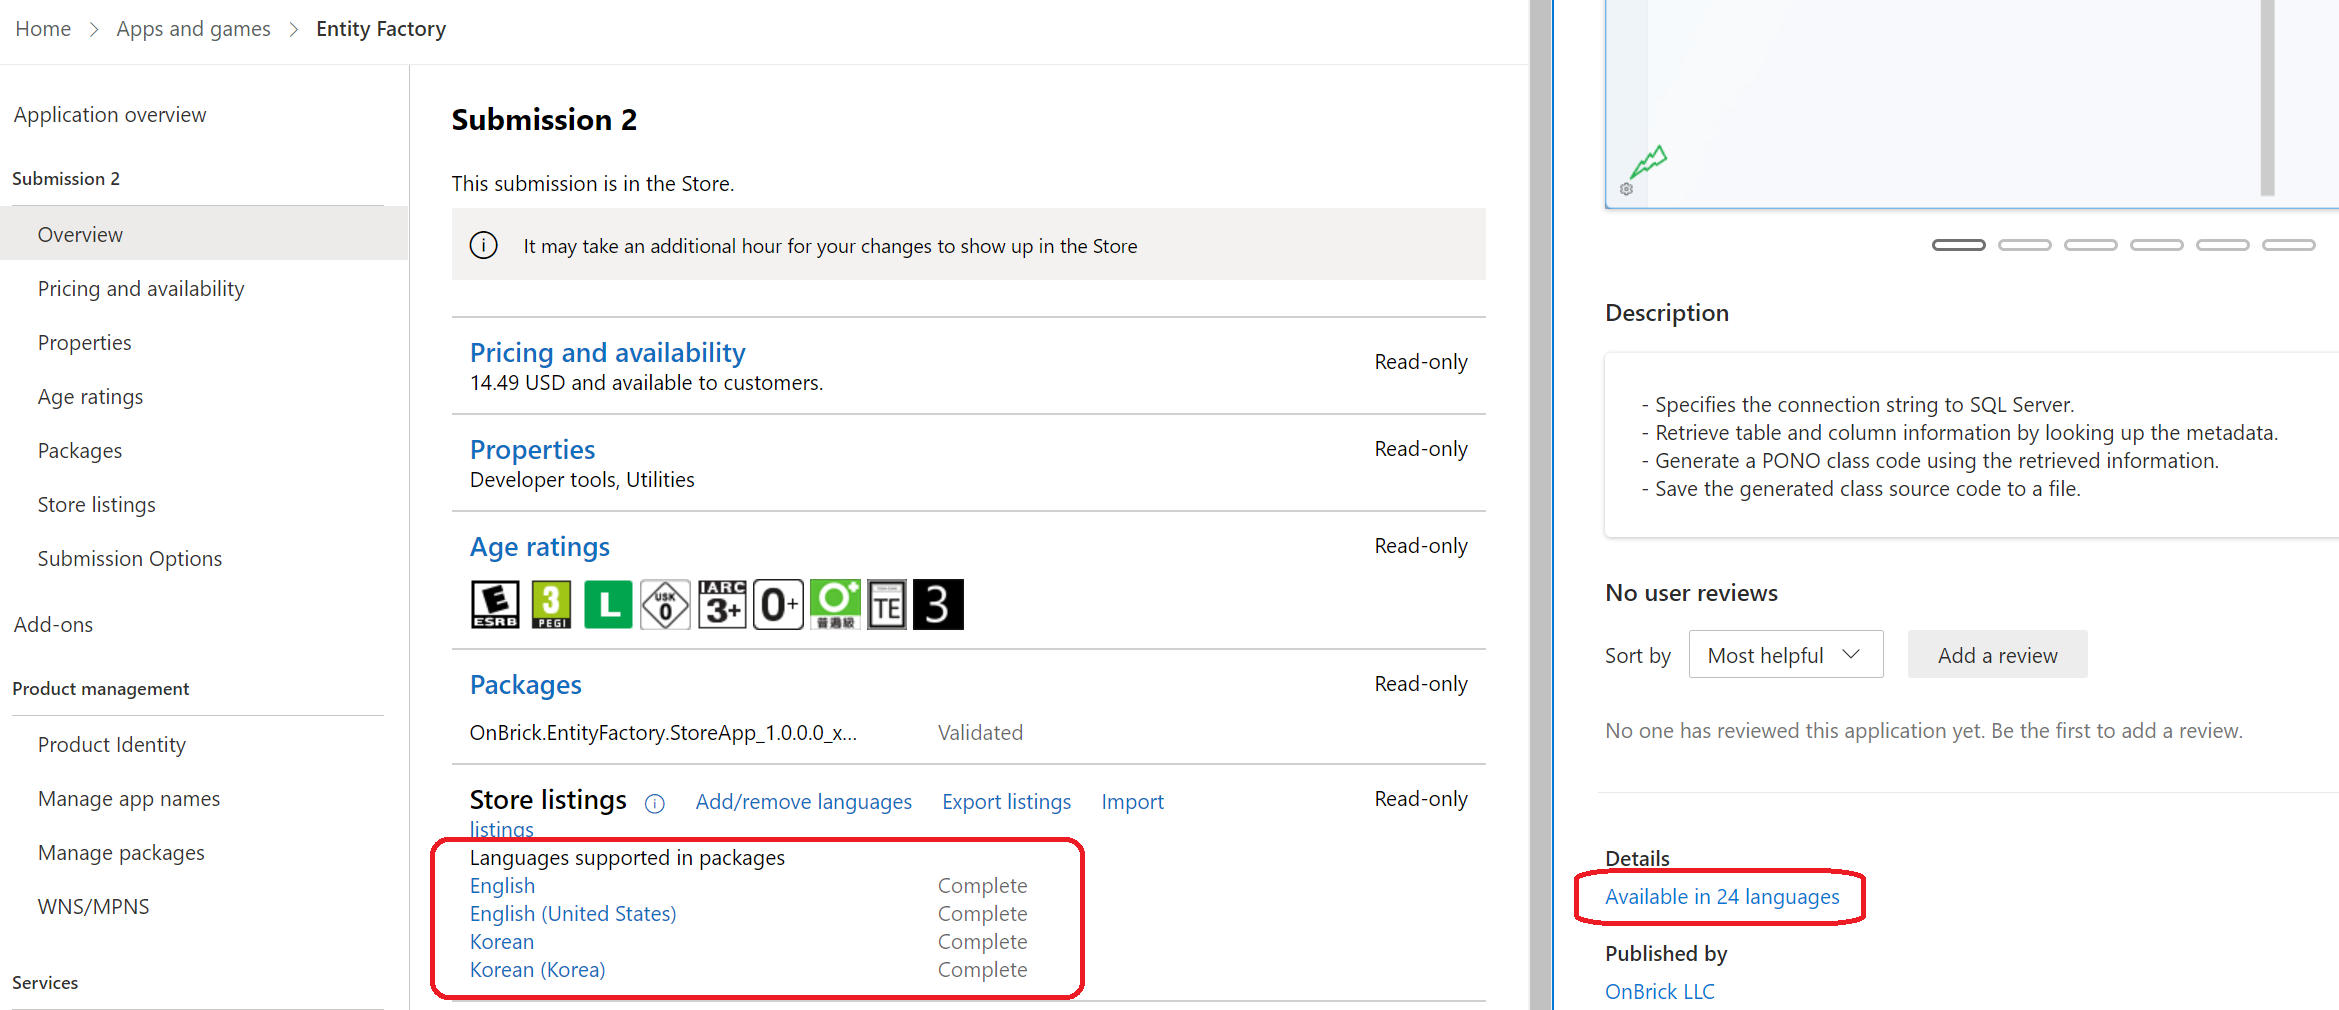 Home > Apps and games > Entity Factory
Application overview
Submission 2
Overview
Pricing and availability
Properties
Age ratings
Packages
Store listings
Submission Options
Add-ons
Product management
Product Identity
Manage app names
Manage packages
WNS/MPNS
Services
Submission 2
This submission is in the Store.
It may take an additional hour for your changes to show up in the Store
Pricing and availability
Read-only
14.49 USD and available to customers.
Properties
Read-only
Developer tools, Utilities
Age ratings
Read-only
E ESRB
3 PEGI
L
USK 0
IARC 3+
0+
0+ 普遍級
TE
3
Packages
Read-only
OnBrick.EntityFactory.StoreApp_1.0.0.0_x...
Validated
Store listings Add/remove languages Export listings Import
listings
Read-only
Languages supported in packages
English Complete
English (United States) Complete
Korean Complete
Korean (Korea) Complete
Description
- Specifies the connection string to SQL Server.
- Retrieve table and column information by looking up the metadata.
- Generate a PONO class code using the retrieved information.
- Save the generated class source code to a file.
No user reviews
Sort by Most helpful Add a review
No one has reviewed this application yet. Be the first to add a review.
Details
Available in 24 languages
Published by
OnBrick LLC